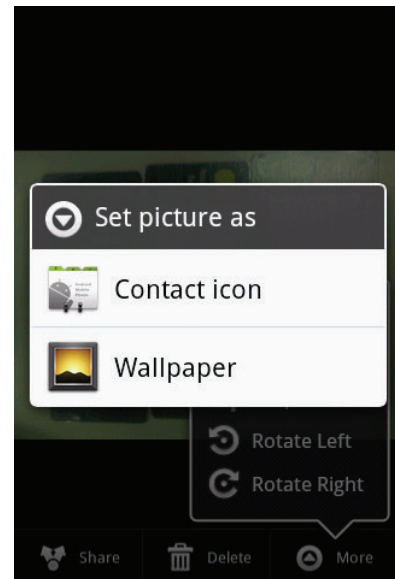 Set picture as
Contact icon
Wallpaper
Rotate Left
Rotate Right
Share
Delete
More